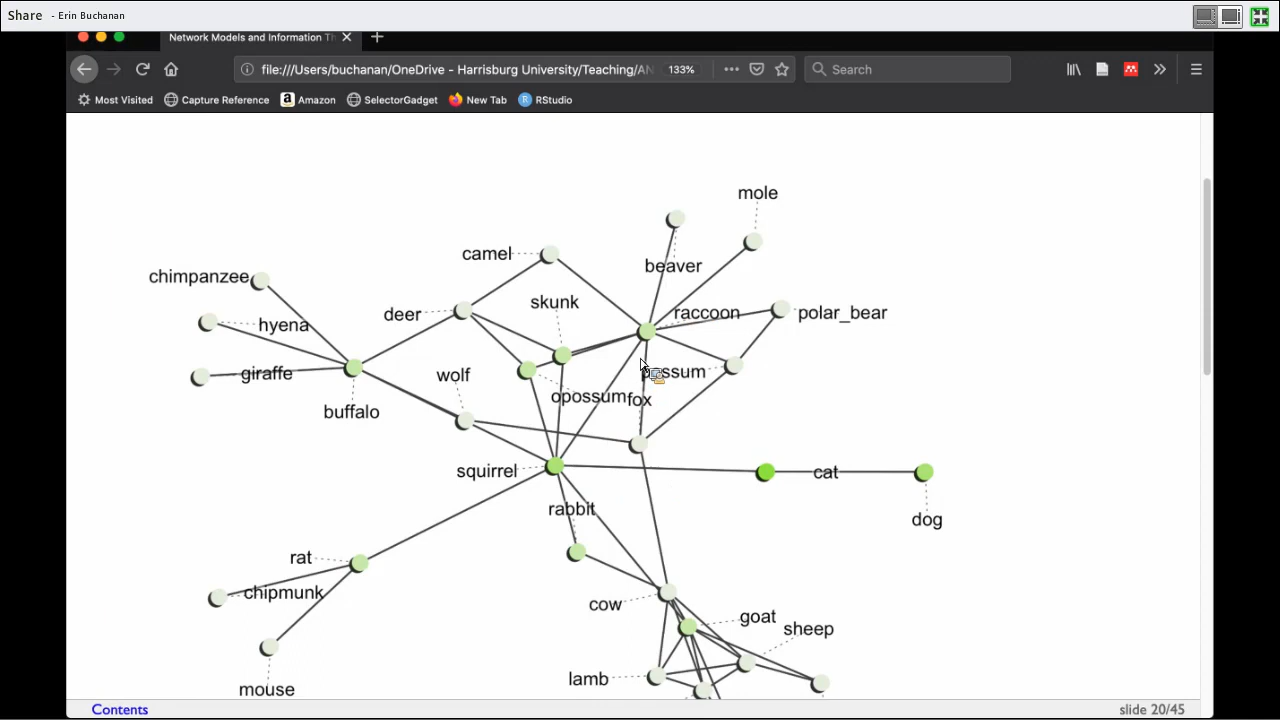 Share - Erin Buchanan
Network Models and Information Th
file:///Users/buchanan/OneDrive - Harrisburg University/Teaching/AN 133% Search
Most Visited Capture Reference Amazon SelectorGadget New Tab RStudio
mole
camel
beaver
chimpanzee
skunk
raccoon
polar_bear
deer
hyena
giraffe
wolf
opossum
fox
buffalo
squirrel
cat
rabbit
dog
rat
chipmunk
cow
goat
sheep
lamb
mouse
Contents slide 20/45